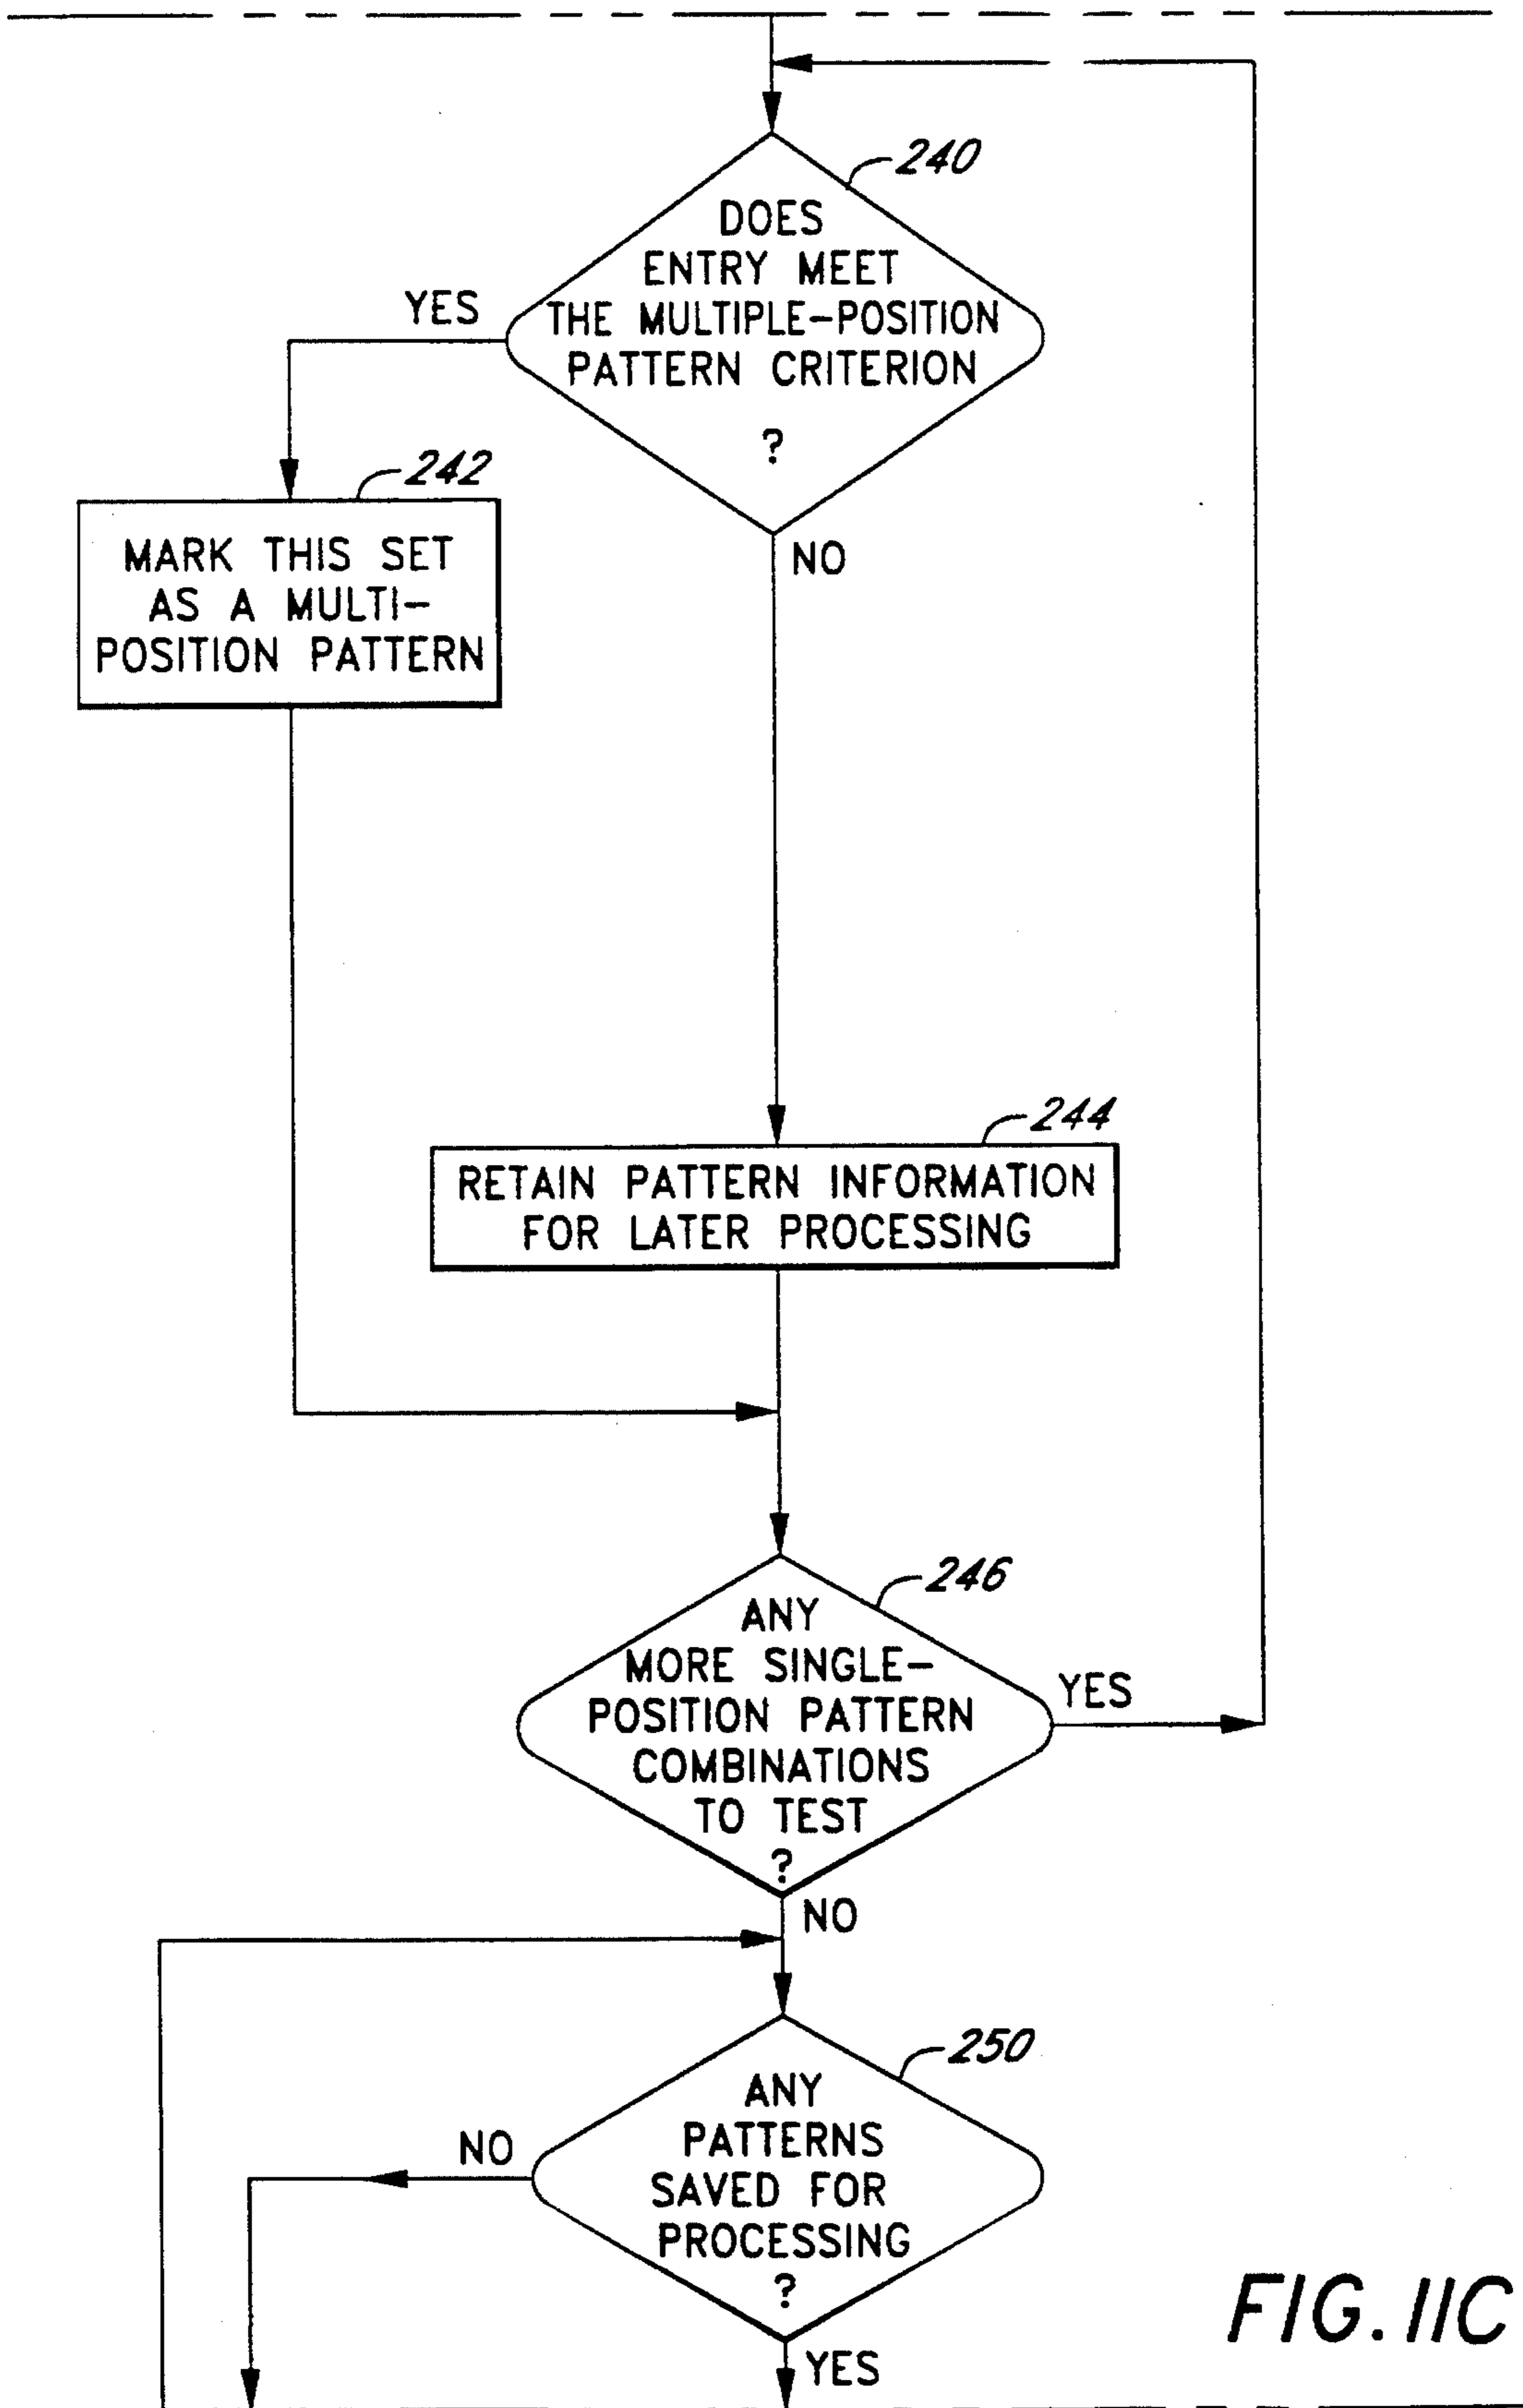 240
DOES
ENTRY MEET
THE MULTIPLE-POSITION
PATTERN CRITERION
?
YES
242
MARK THIS SET
AS A MULTI-
POSITION PATTERN
NO
244
RETAIN PATTERN INFORMATION
FOR LATER PROCESSING
246
ANY
MORE SINGLE-
POSITION PATTERN
COMBINATIONS
TO TEST
?
YES
NO
250
ANY
PATTERNS
SAVED FOR
PROCESSING
?
NO
YES
FIG. 11C